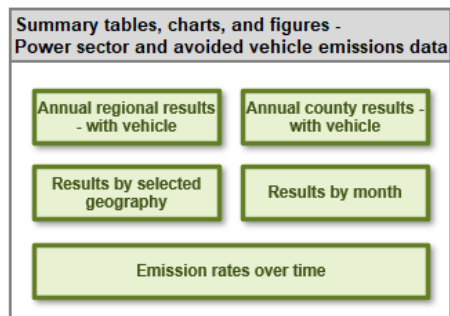 Summary tables, charts, and figures -
Power sector and avoided vehicle emissions data
Annual regional results
- with vehicle
Annual county results -
with vehicle
Results by selected
geography
Results by month
Emission rates over time